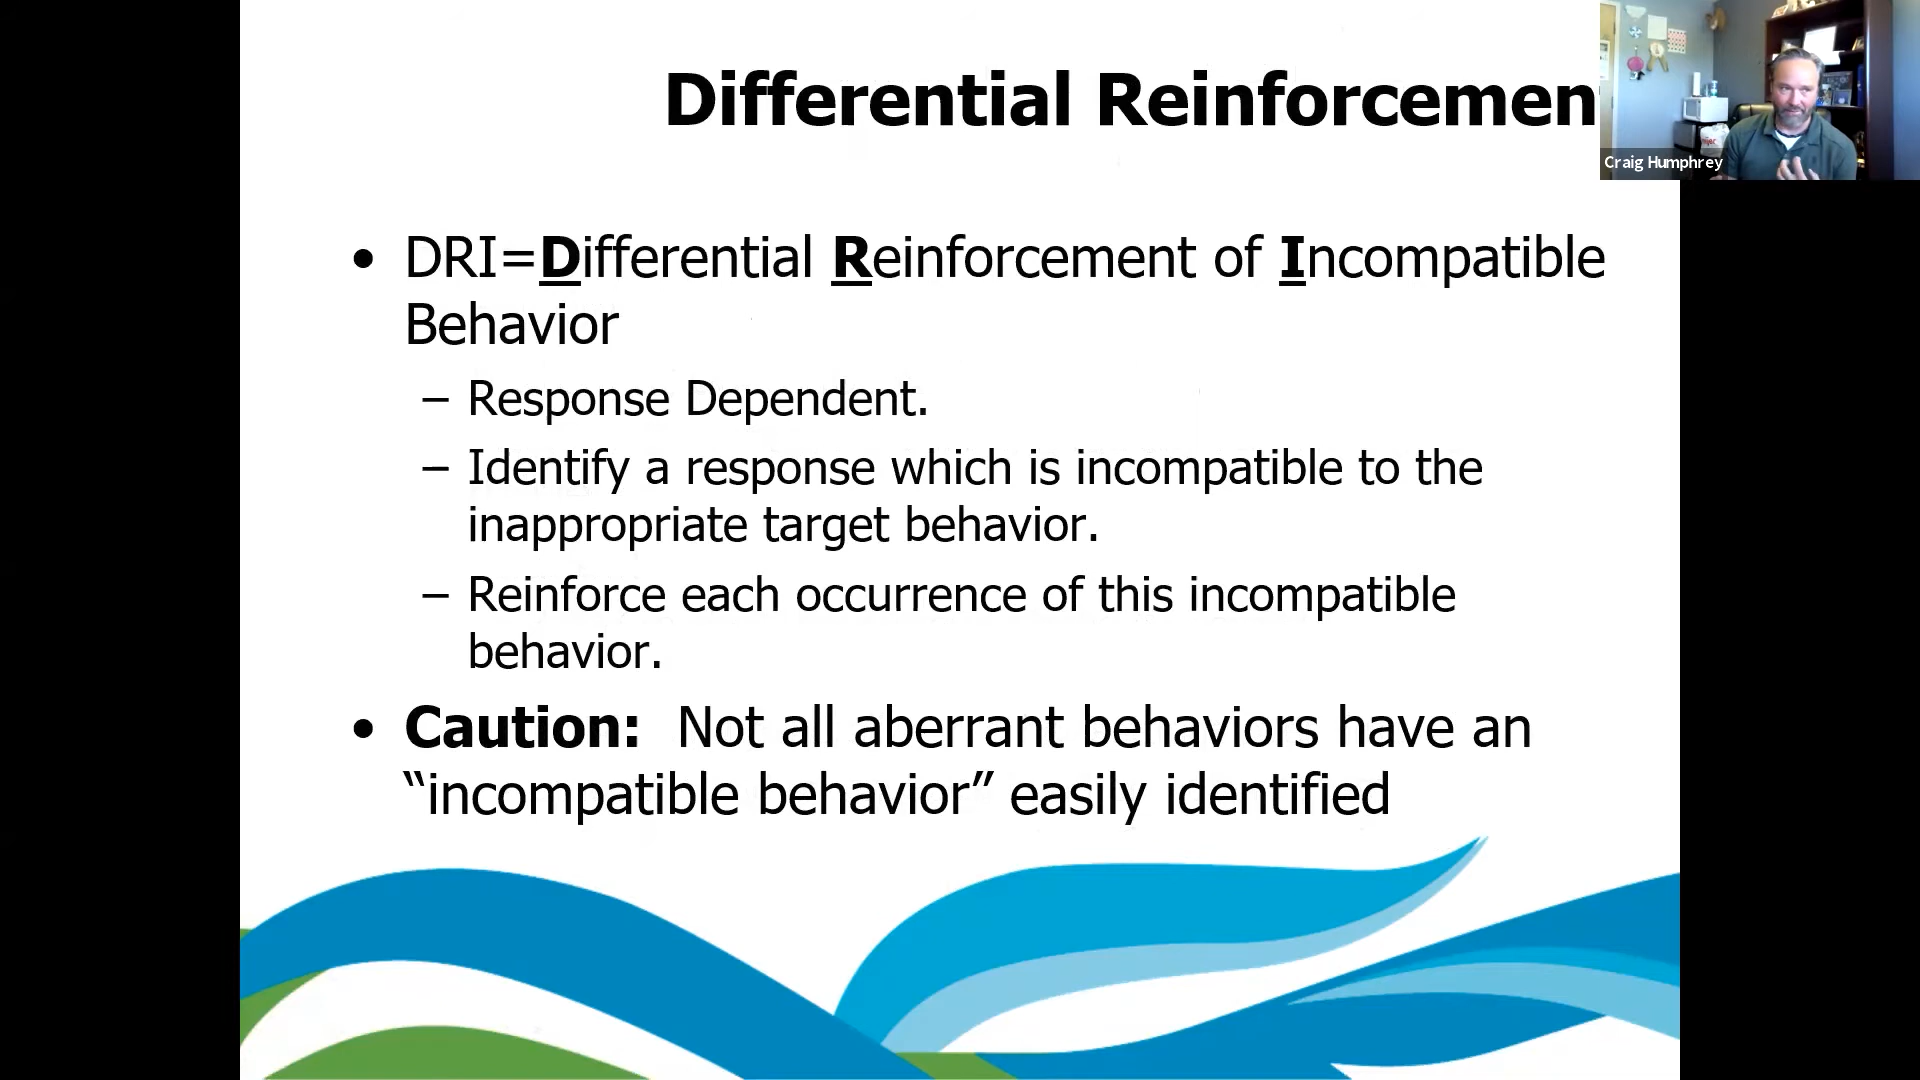 Differential Reinforcemen
Craig Humphrey
• DRI=Differential Reinforcement of Incompatible
Behavior
– Response Dependent.
– Identify a response which is incompatible to the
inappropriate target behavior.
– Reinforce each occurrence of this incompatible
behavior.
• Caution: Not all aberrant behaviors have an
“incompatible behavior” easily identified